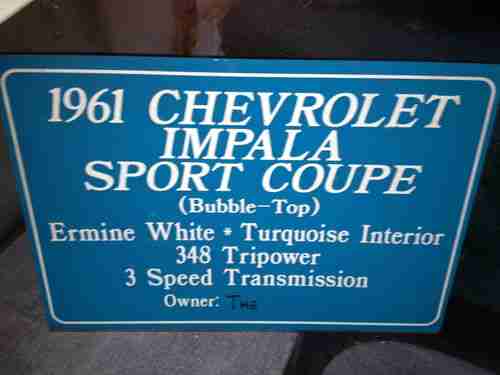 1961 CHEVROLET
IMPALA
SPORT COUPE
(Bubble-Top)
Ermine White * Turquoise Interior
348 Tripower
3 Speed Transmission
Owner: The